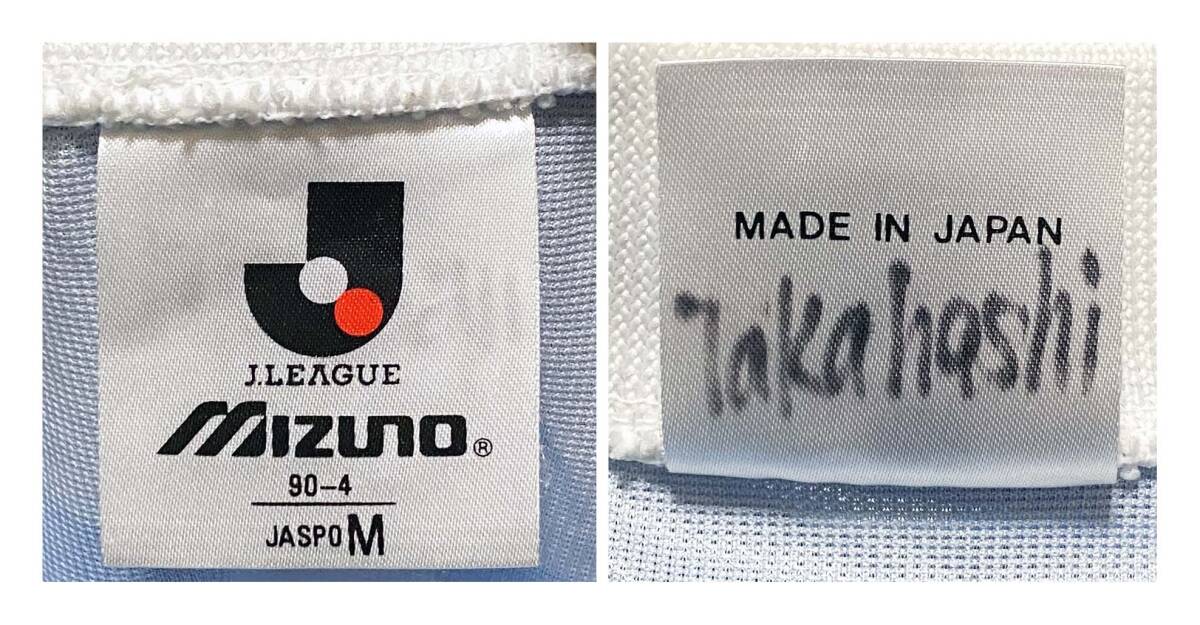 J.LEAGUE
MIZUNO®
90-4
JASPO M
MADE IN JAPAN
Takahashi